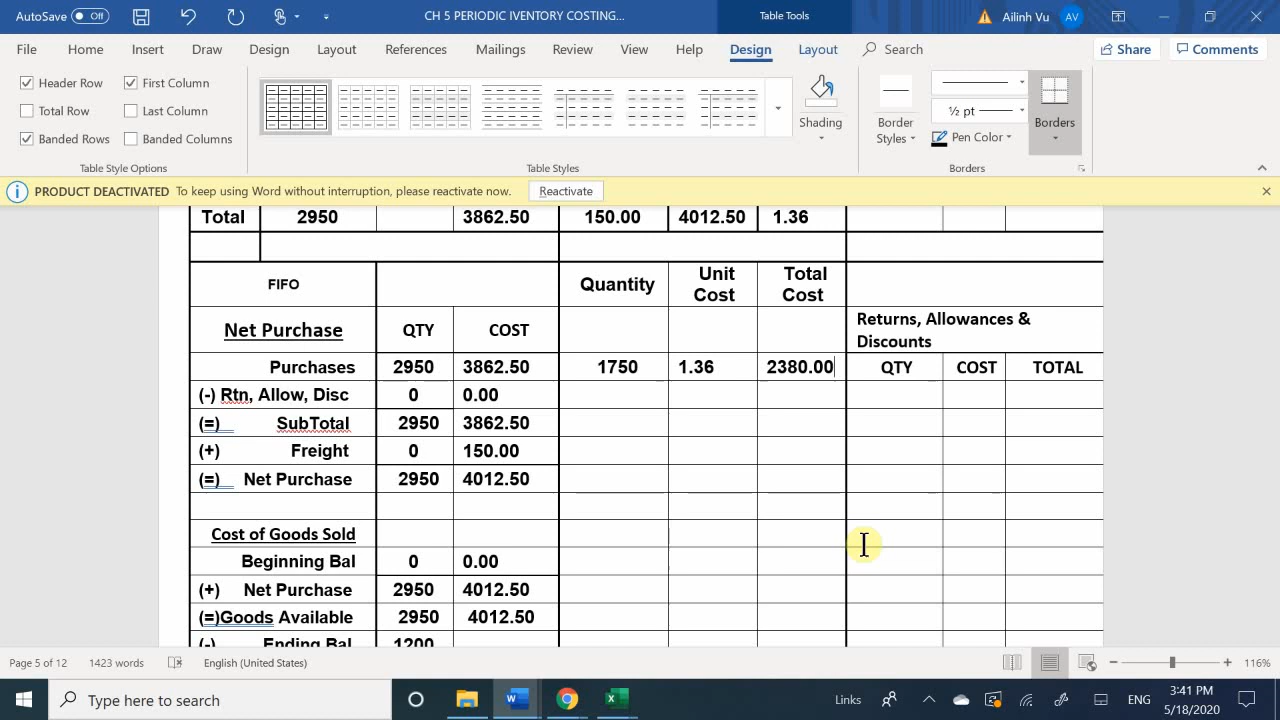 AutoSave Off CH 5 PERIODIC IVENTORY COSTING... Table Tools Ailinh Vu AV
File Home Insert Draw Design Layout References Mailings Review View Help Design Layout Search Share Comments
Header Row First Column
Total Row Last Column
Banded Rows Banded Columns
Table Style Options
Table Styles
Shading
Border Styles
½ pt
Pen Color
Borders
Borders
PRODUCT DEACTIVATED To keep using Word without interruption, please reactivate now. Reactivate
Total 2950 3862.50 150.00 4012.50 1.36
FIFO Quantity Unit Cost Total Cost
Net Purchase QTY COST Returns, Allowances & Discounts
Purchases 2950 3862.50 1750 1.36 2380.00 QTY COST TOTAL
(-) Rtn, Allow, Disc 0 0.00
(=) SubTotal 2950 3862.50
(+) Freight 0 150.00
(=) Net Purchase 2950 4012.50
Cost of Goods Sold
Beginning Bal 0 0.00
(+) Net Purchase 2950 4012.50
(=)Goods Available 2950 4012.50
(-) Ending Bal 1200
Page 5 of 12 1423 words English (United States) 116%
Type here to search Links ENG 3:41 PM
5/18/2020